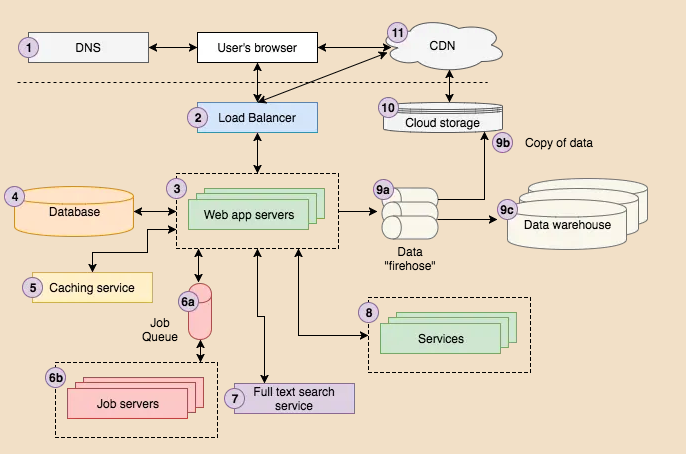 11
1
DNS
User's browser
CDN
2
Load Balancer
10
Cloud storage
9b
Copy of data
3
Web app servers
4
Database
9a
9c
Data warehouse
Data
"firehose"
5
Caching service
6a
Job
Queue
8
Services
6b
Job servers
7
Full text search
service